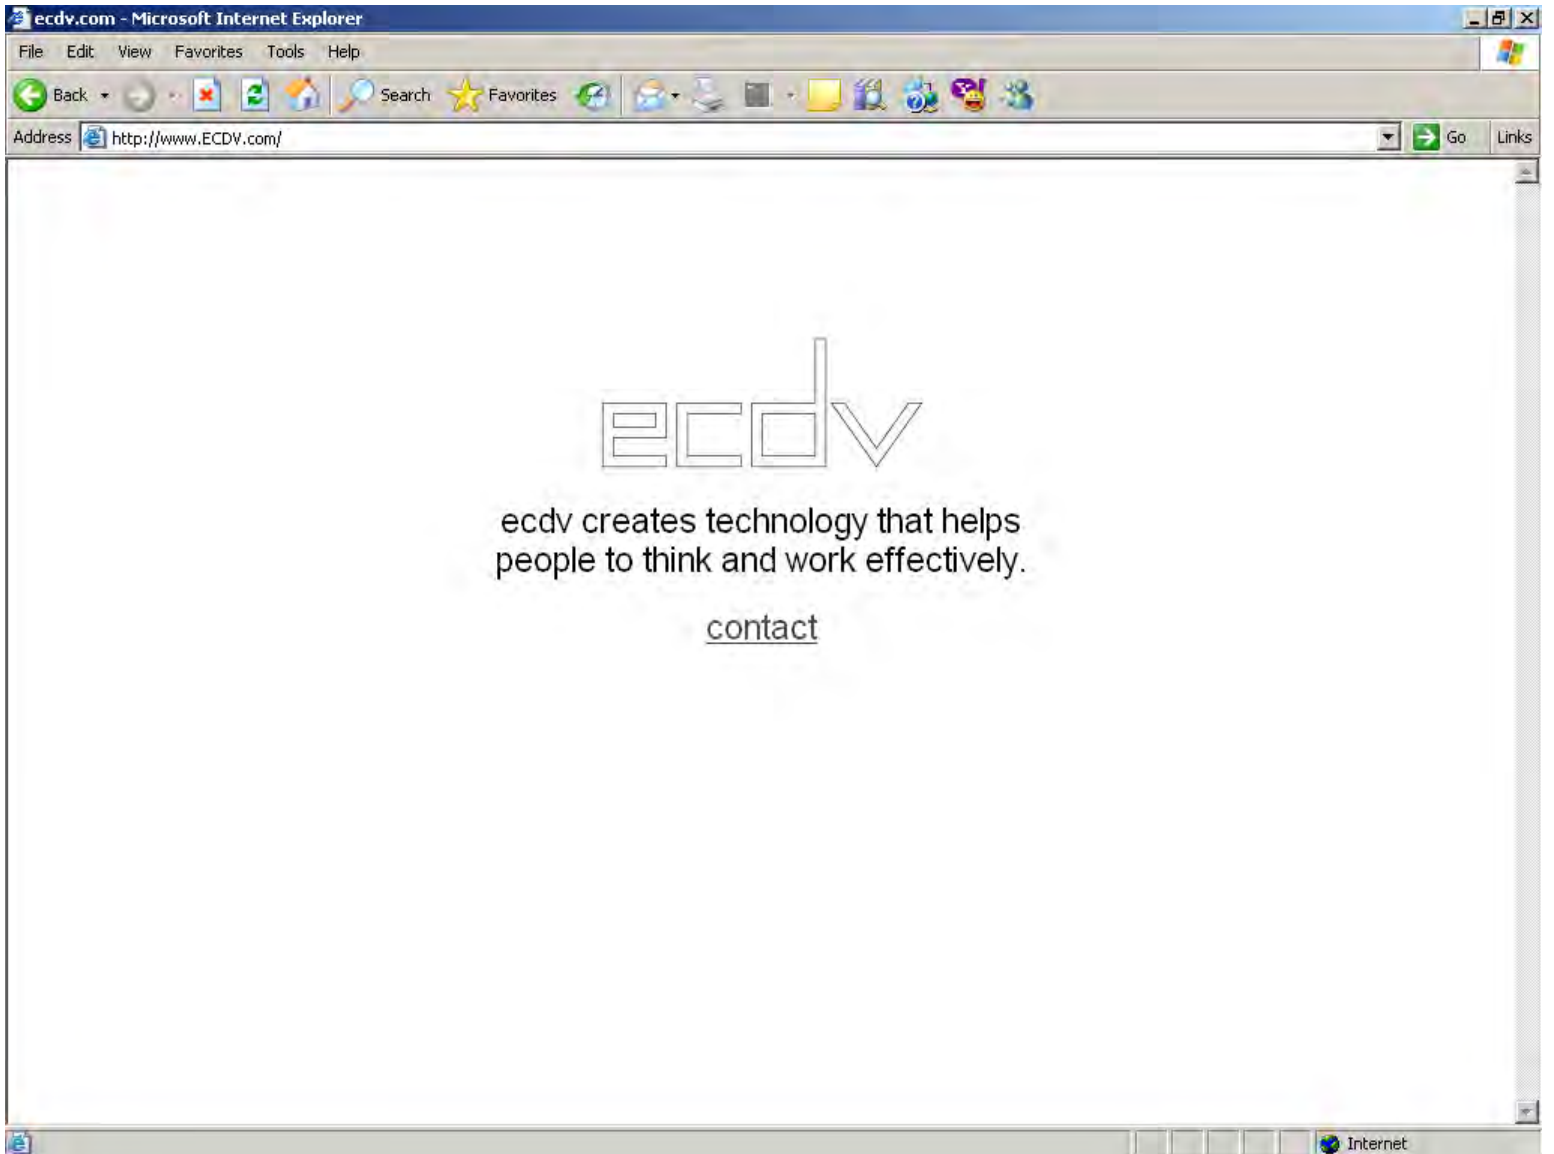 ecdv.com - Microsoft Internet Explorer
File Edit View Favorites Tools Help
Back Search Favorites
Address http://www.ECDV.com/ Go Links
ecdv
ecdv creates technology that helps
people to think and work effectively.
contact
Internet